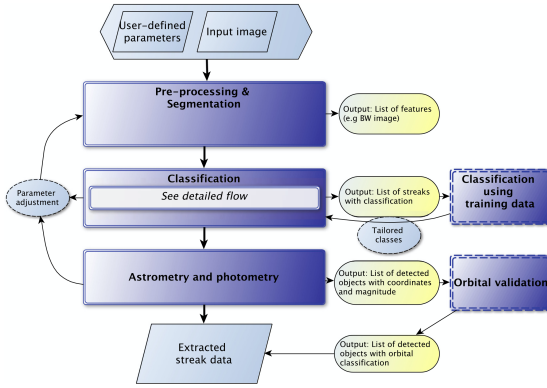 User-defined
parameters
Input image
Pre-processing &
Segmentation
Output: List of features
(e.g BW image)
Classification
See detailed flow
Output: List of streaks
with classification
Classification
using
training data
Parameter
adjustment
Tailored
classes
Astrometry and photometry
Output: List of detected
objects with coordinates
and magnitude
Orbital validation
Extracted
streak data
Output: List of detected
objects with orbital
classification